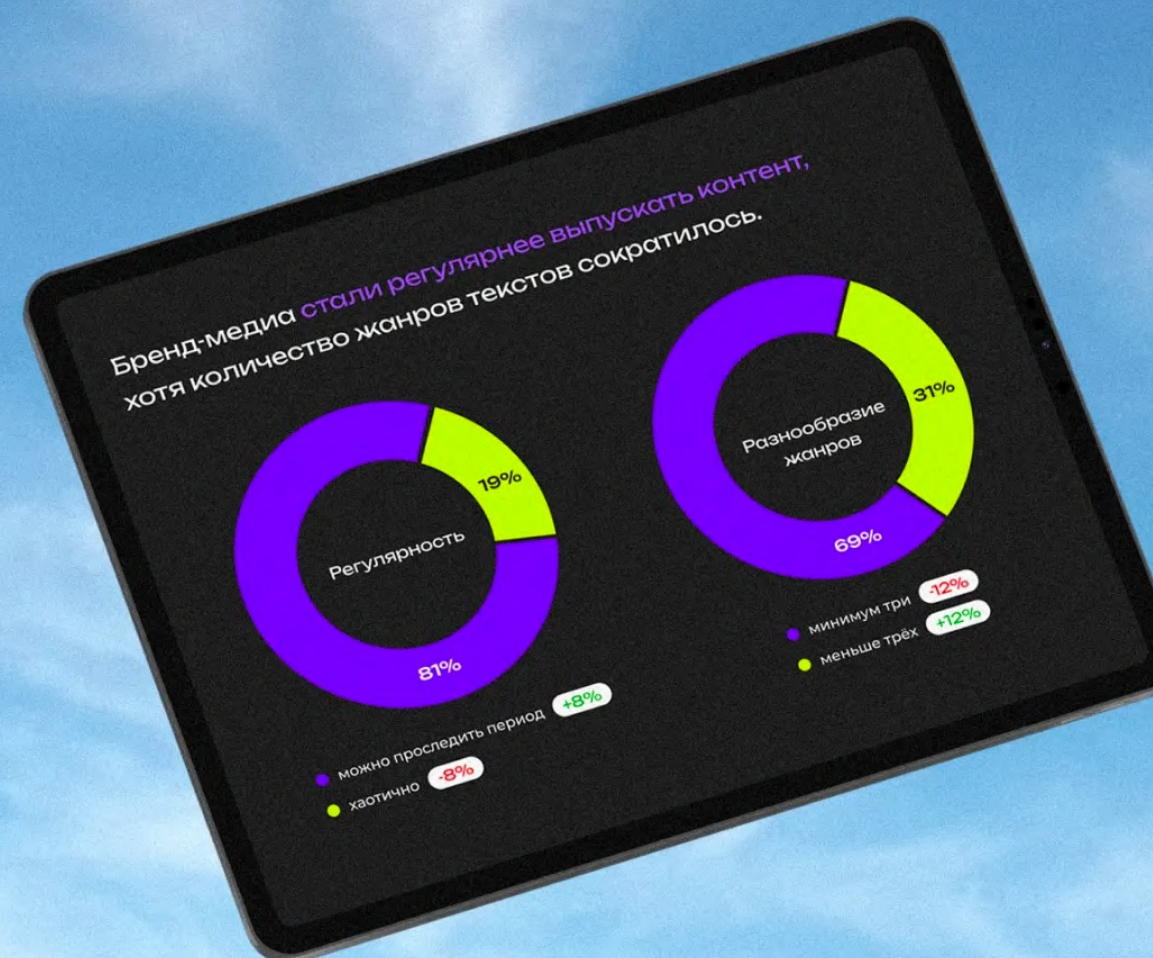 Бренд-медиа стали регулярнее выпускать контент,
хотя количество жанров текстов сократилось.
19%
Регулярность
81%
можно проследить период +8%
хаотично -8%
31%
Разнообразие
жанров
69%
минимум три -12%
меньше трёх +12%